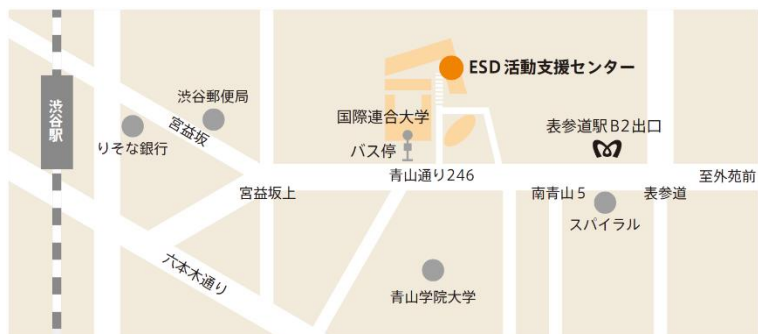 ESD活動支援センター
渋谷駅
渋谷郵便局
国際連合大学
宮益坂
表参道駅B2出口
りそな銀行
バス停
青山通り246
至外苑前
宮益坂上
南青山5
表参道
スパイラル
六本木通り
青山学院大学